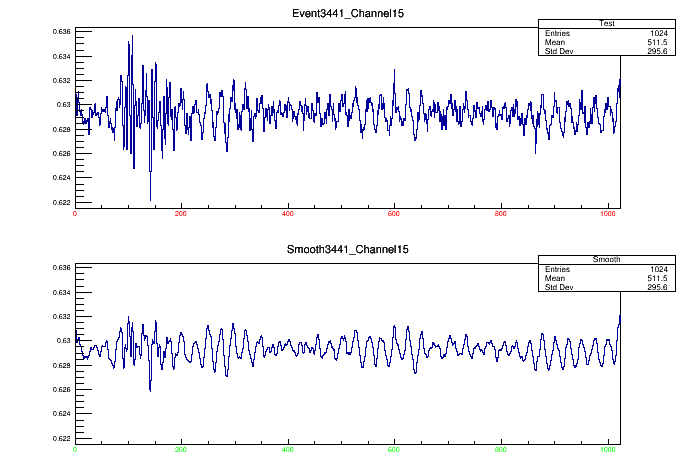 Event3441_Channel15
Test
Entries 1024
Mean 511.5
Std Dev 295.6
0.636
0.634
0.632
0.63
0.628
0.626
0.624
0.622
0 200 400 600 800 1000
Smooth3441_Channel15
Smooth
Entries 1024
Mean 511.5
Std Dev 295.6
0.636
0.634
0.632
0.63
0.628
0.626
0.624
0.622
0 200 400 600 800 1000